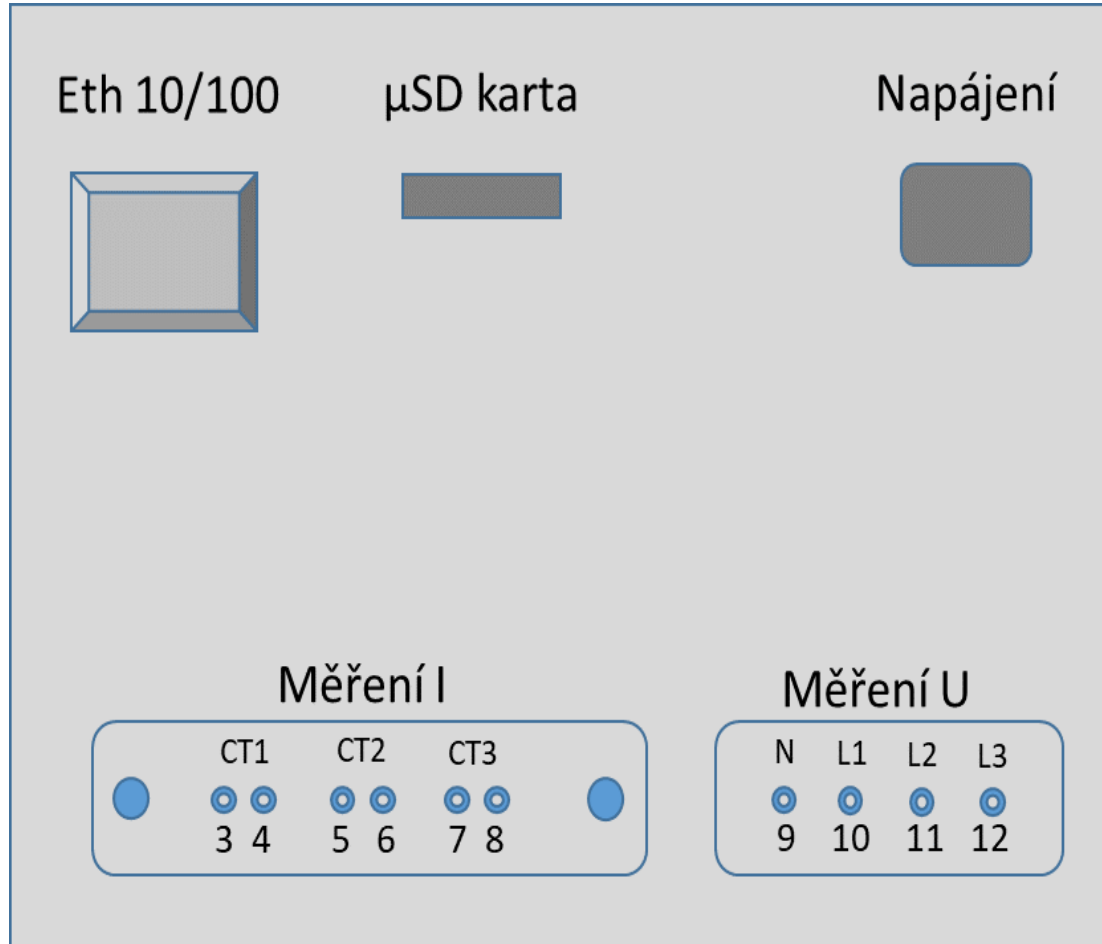 Eth 10/100 µSD karta Napájení
Měření I Měření U
CT1 CT2 CT3 N L1 L2 L3
3 4 5 6 7 8 9 10 11 12